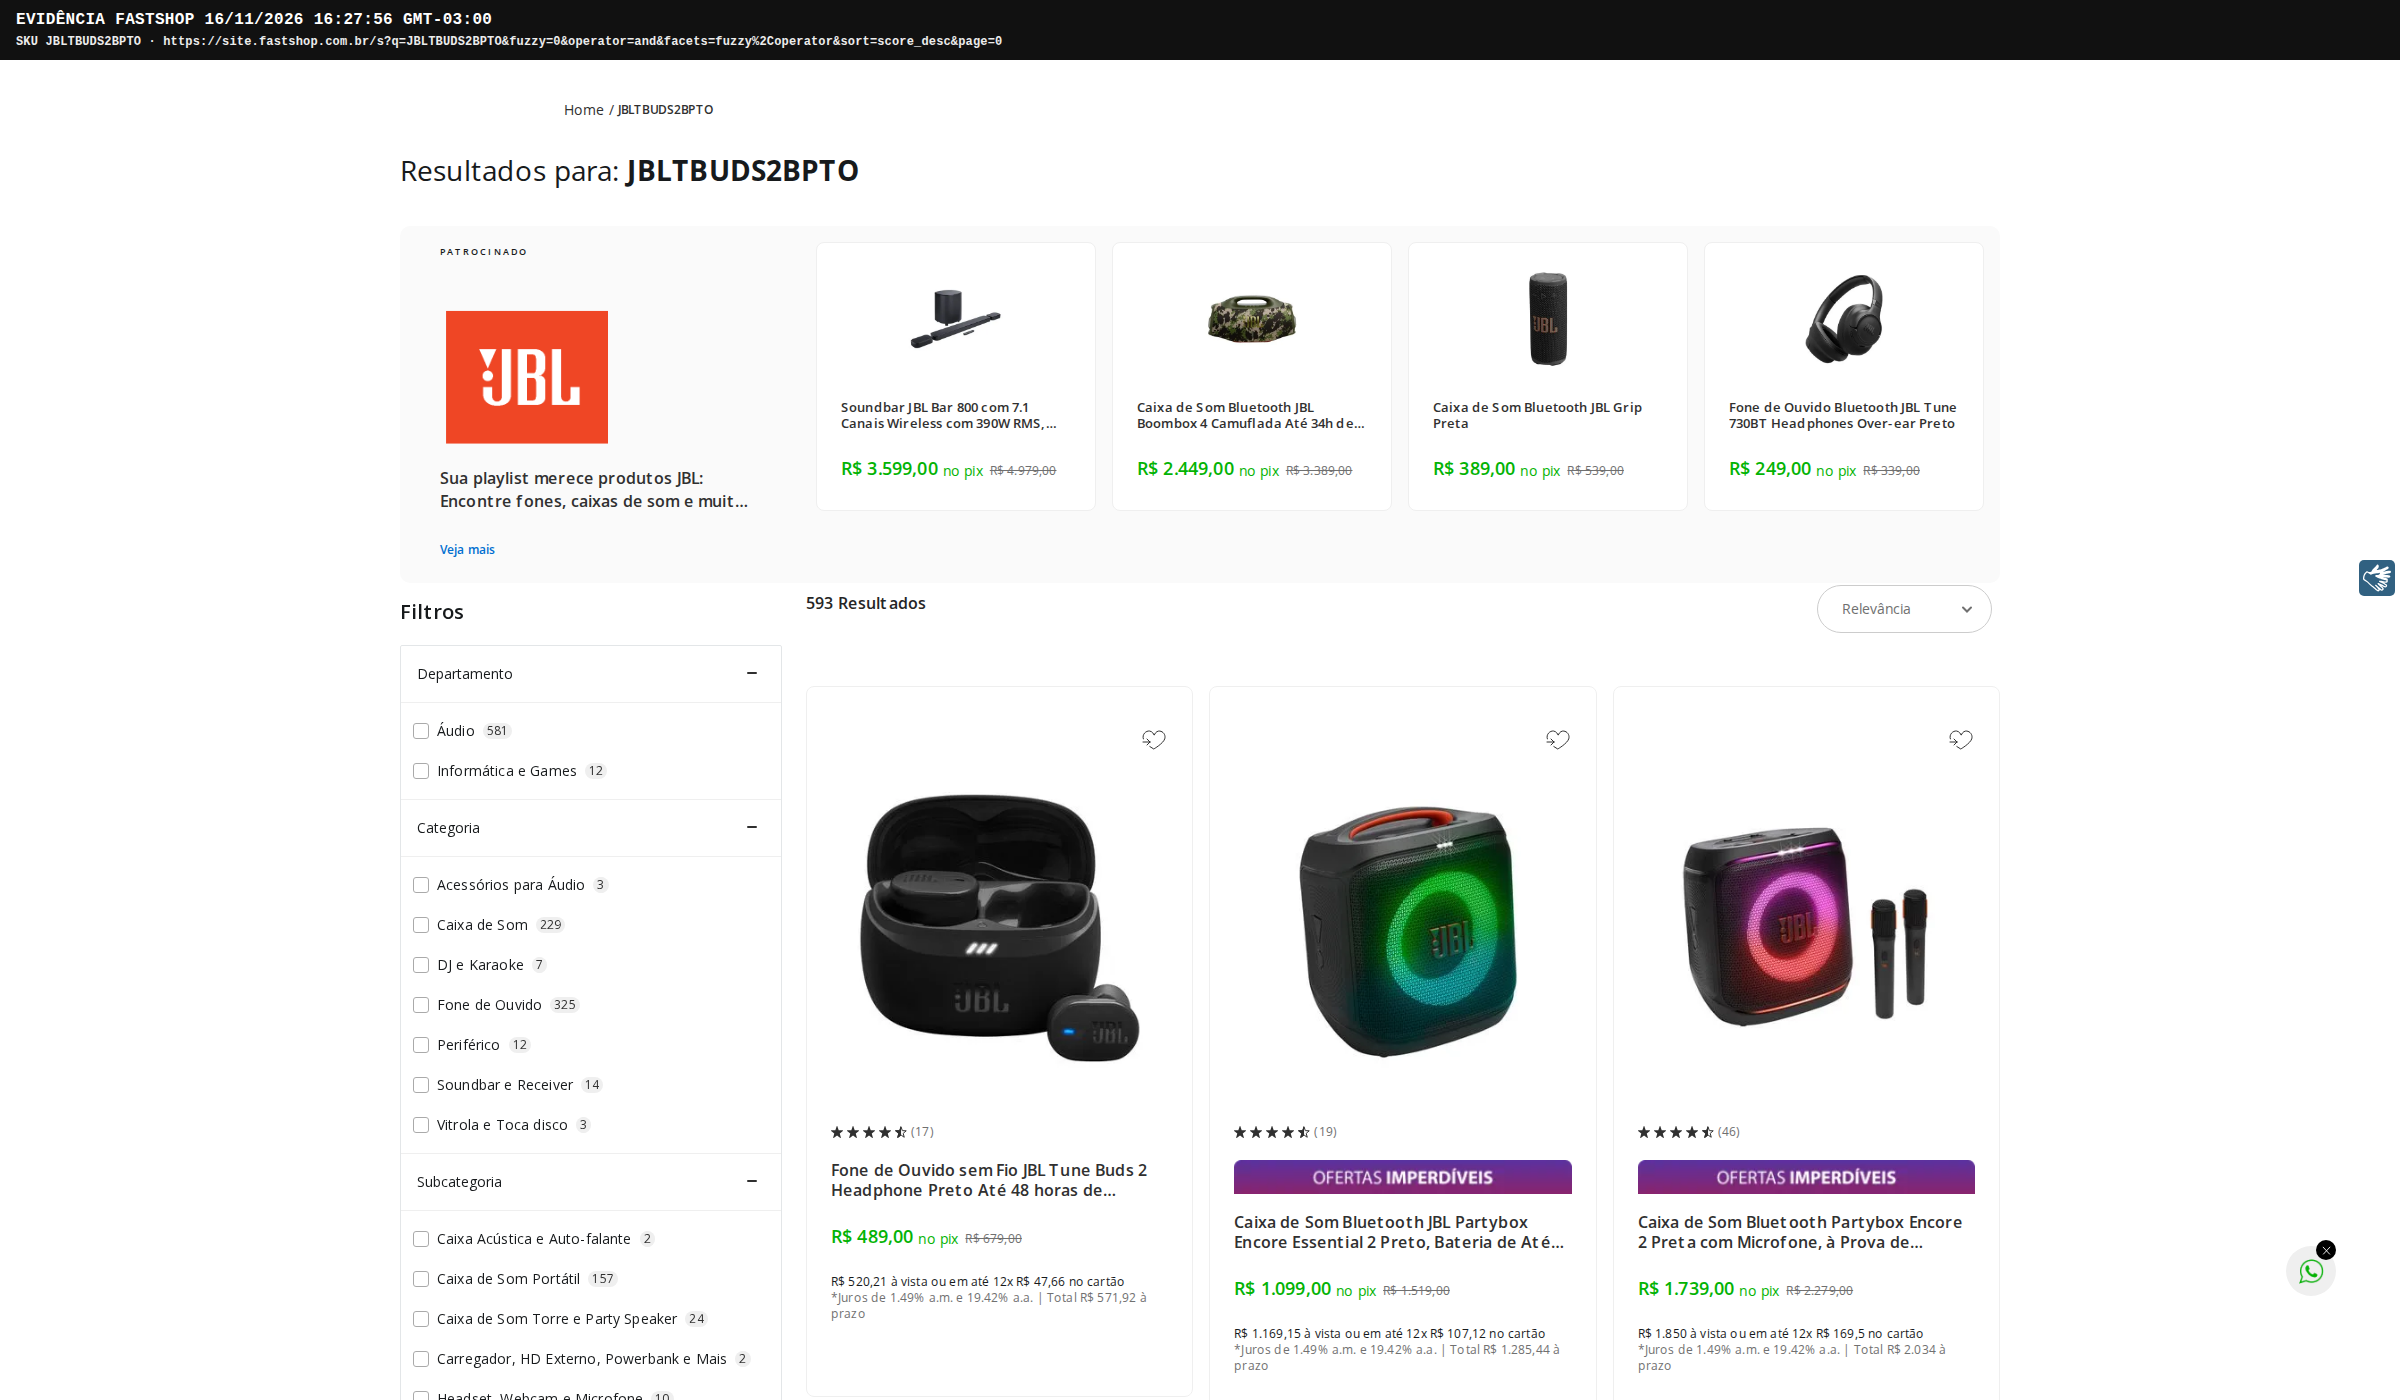 EVIDÊNCIA FASTSHOP 16/11/2026 16:27:56 GMT-03:00
SKU JBLTBUDS2BPTO · https://site.fastshop.com.br/s?q=JBLTBUDS2BPTO&fuzzy=0&operator=and&facets=fuzzy%2Coperator&sort=score_desc&page=0
Home / JBLTBUDS2BPTO
Resultados para: JBLTBUDS2BPTO
PATROCINADO
JBL
Sua playlist merece produtos JBL:
Encontre fones, caixas de som e muit...
Veja mais
Soundbar JBL Bar 800 com 7.1
Canais Wireless com 390W RMS,...
R$ 3.599,00 no pix R$ 4.979,00
Caixa de Som Bluetooth JBL
Boombox 4 Camuflada Até 34h de...
R$ 2.449,00 no pix R$ 3.389,00
JBL
Caixa de Som Bluetooth JBL Grip
Preta
R$ 389,00 no pix R$ 539,00
Fone de Ouvido Bluetooth JBL Tune
730BT Headphones Over-ear Preto
R$ 249,00 no pix R$ 339,00
Filtros
Departamento
Áudio 581
Informática e Games 12
Categoria
Acessórios para Áudio 3
Caixa de Som 229
DJ e Karaoke 7
Fone de Ouvido 325
Periférico 12
Soundbar e Receiver 14
Vitrola e Toca disco 3
Subcategoria
Caixa Acústica e Auto-falante 2
Caixa de Som Portátil 157
Caixa de Som Torre e Party Speaker 24
Carregador, HD Externo, Powerbank e Mais 2
Headset, Webcam e Microfone 10
593 Resultados
Relevância
JBL
JBL
(17)
Fone de Ouvido sem Fio JBL Tune Buds 2
Headphone Preto Até 48 horas de...
R$ 489,00 no pix R$ 679,00
R$ 520,21 à vista ou em até 12x R$ 47,66 no cartão
*Juros de 1.49% a.m. e 19.42% a.a. | Total R$ 571,92 à
prazo
JBL
(19)
OFERTAS IMPERDÍVEIS
Caixa de Som Bluetooth JBL Partybox
Encore Essential 2 Preto, Bateria de Até...
R$ 1.099,00 no pix R$ 1.519,00
R$ 1.169,15 à vista ou em até 12x R$ 107,12 no cartão
*Juros de 1.49% a.m. e 19.42% a.a. | Total R$ 1.285,44 à
prazo
JBL
(46)
OFERTAS IMPERDÍVEIS
Caixa de Som Bluetooth Partybox Encore
2 Preta com Microfone, à Prova de...
R$ 1.739,00 no pix R$ 2.279,00
R$ 1.850 à vista ou em até 12x R$ 169,5 no cartão
*Juros de 1.49% a.m. e 19.42% a.a. | Total R$ 2.034 à
prazo